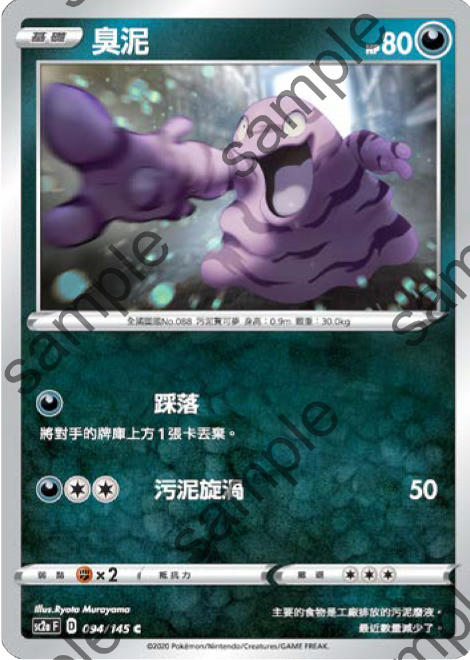 基礎 臭泥 HP80
全國圖鑑No.088 污泥寶可夢 身高：0.9m 體重：30.0kg
踩落
將對手的牌庫上方1張卡丟棄。
污泥旋渦 50
弱點 ×2 抵抗力 撤退
Illus.Ryota Murayama
主要的食物是工廠排放的污泥廢液。
SC2a F D 094/145 C
最近數量減少了。
©2020 Pokémon/Nintendo/Creatures/GAME FREAK.
sample
sample
sample
sample
sample
sample